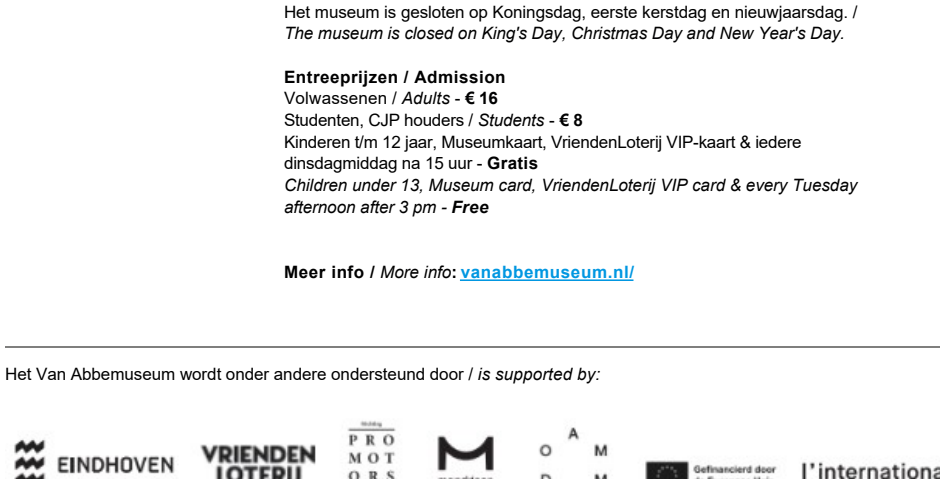 Het museum is gesloten op Koningsdag, eerste kerstdag en nieuwjaarsdag. /
The museum is closed on King's Day, Christmas Day and New Year's Day.
Entreeprijzen / Admission
Volwassenen / Adults - € 16
Studenten, CJP houders / Students - € 8
Kinderen t/m 12 jaar, Museumkaart, VriendenLoterij VIP-kaart & iedere
dinsdagmiddag na 15 uur - Gratis
Children under 13, Museum card, VriendenLoterij VIP card & every Tuesday
afternoon after 3 pm - Free
Meer info / More info: vanabbemuseum.nl/
Het Van Abbemuseum wordt onder andere ondersteund door / is supported by:
EINDHOVEN
VRIENDEN
LOTERIJ
PRO
MOT
ORS
A
O M
D M
Gefinancierd door
l'internationa